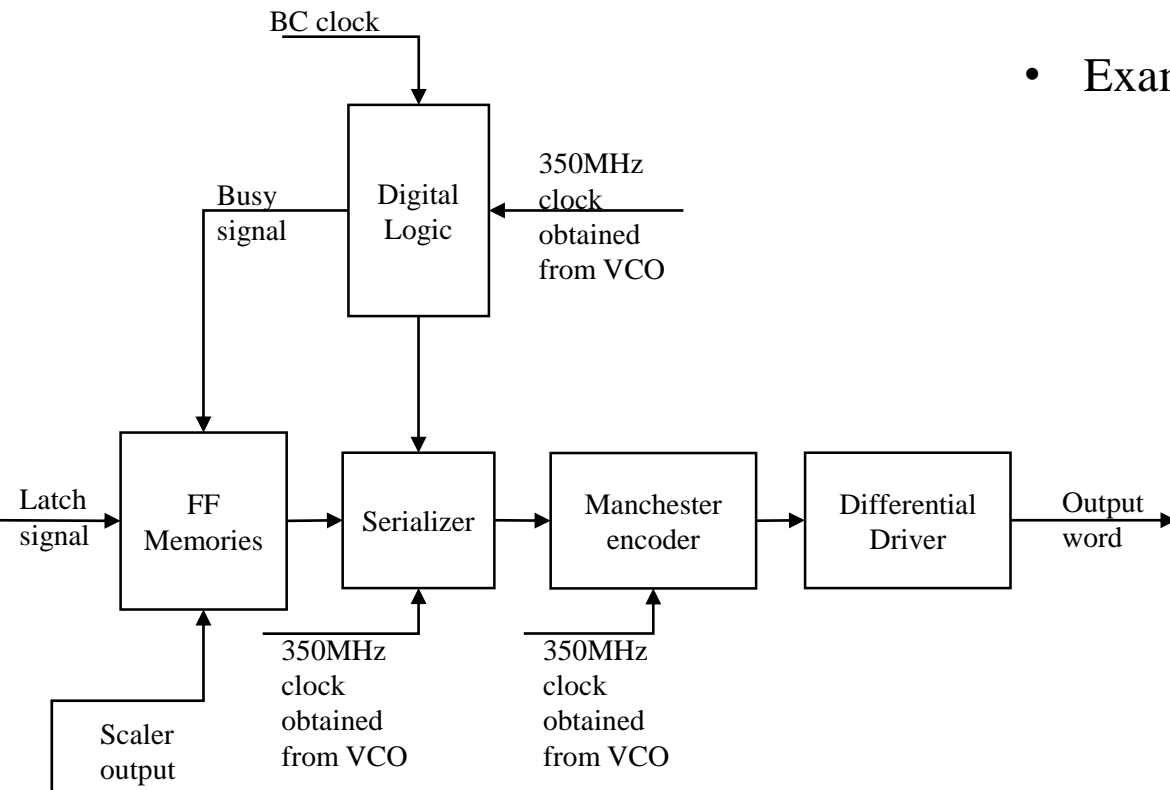 BC clock
• Exam
Digital
Logic
350MHz
clock
obtained
from VCO
Busy
signal
Latch
signal
FF
Memories
Serializer
Manchester
encoder
Differential
Driver
Output
word
350MHz
clock
obtained
from VCO
350MHz
clock
obtained
from VCO
Scaler
output